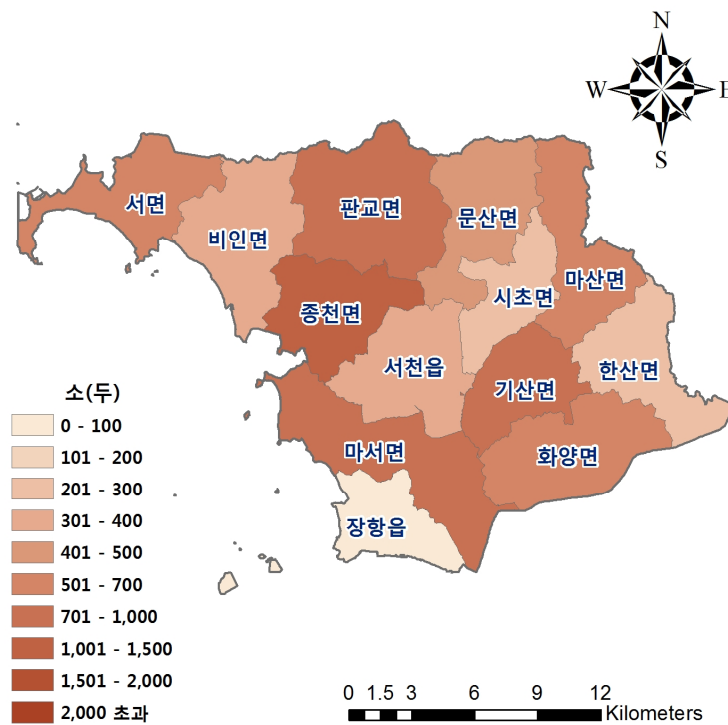 N
W
E
S
서면
비인면
판교면
문산면
마산면
시초면
종천면
서천읍
기산면
한산면
마서면
화양면
장항읍
소(두)
0 - 100
101 - 200
201 - 300
301 - 400
401 - 500
501 - 700
701 - 1,000
1,001 - 1,500
1,501 - 2,000
2,000 초과
0 1.5 3 6 9 12
Kilometers